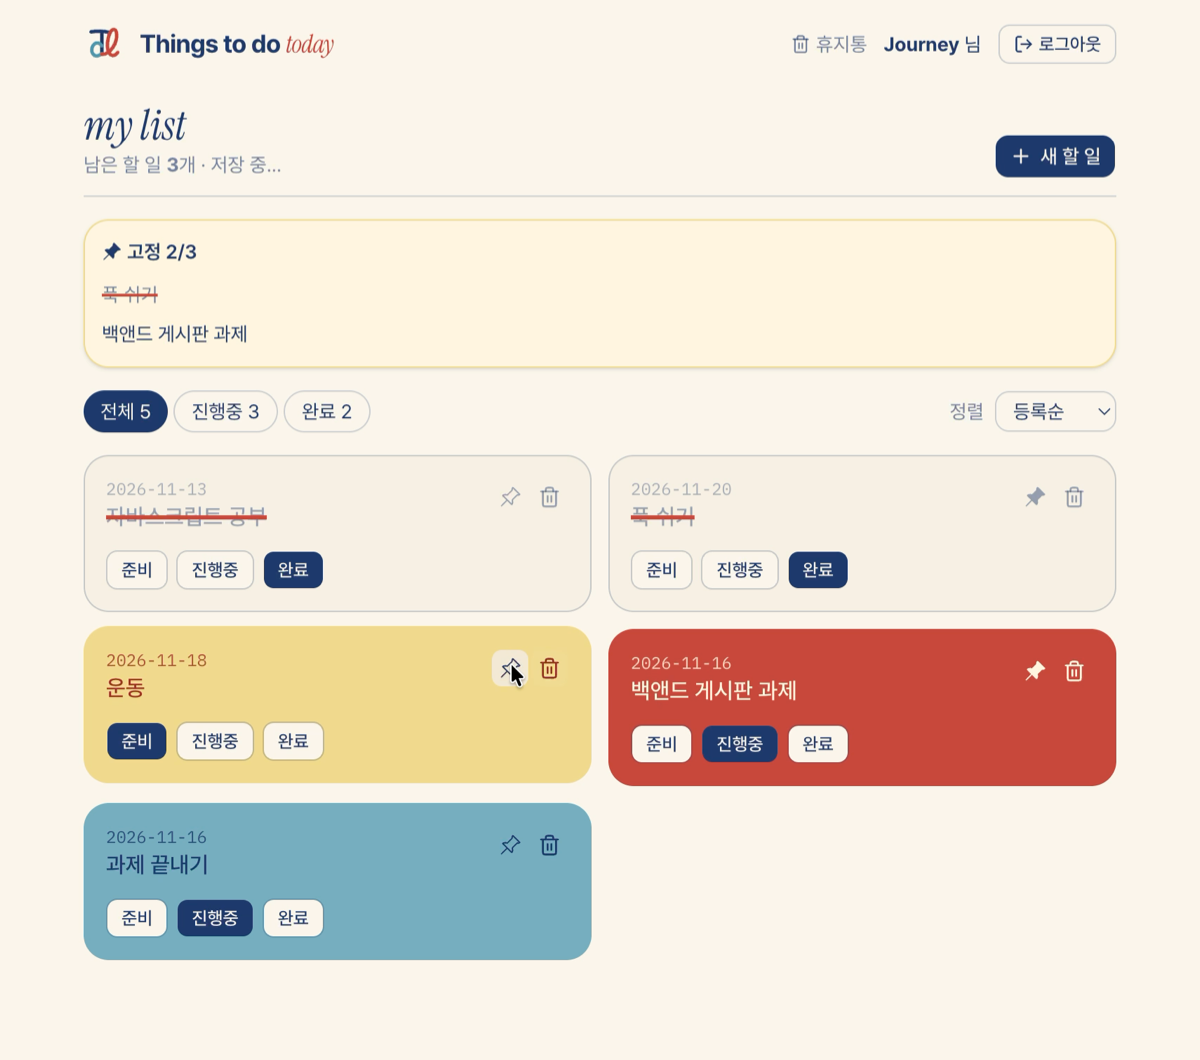 Things to do today
휴지통
Journey 님
로그아웃
my list
남은 할 일 3개 · 저장 중...
+ 새 할 일
고정 2/3
푹 쉬기
백앤드 게시판 과제
전체 5
진행중 3
완료 2
정렬
등록순
2026-11-13
자바스크립트 공부
준비
진행중
완료
2026-11-20
푹 쉬기
준비
진행중
완료
2026-11-18
운동
준비
진행중
완료
2026-11-16
백앤드 게시판 과제
준비
진행중
완료
2026-11-16
과제 끝내기
준비
진행중
완료